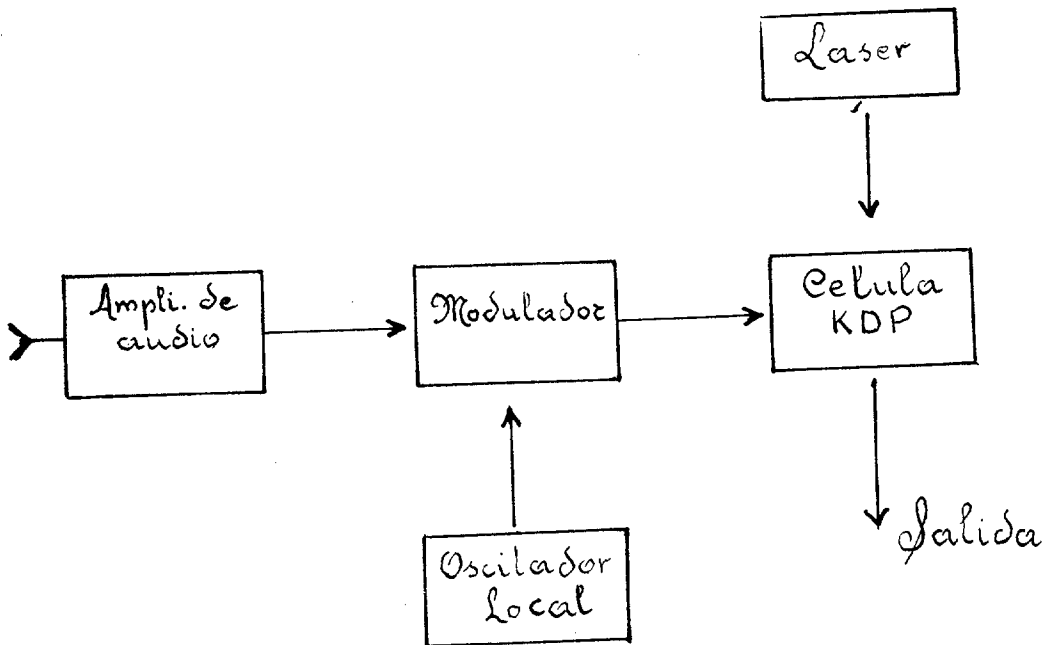 Laser
Ampli. de
audio
Modulador
Celula
KDP
Oscilador
Local
Salida